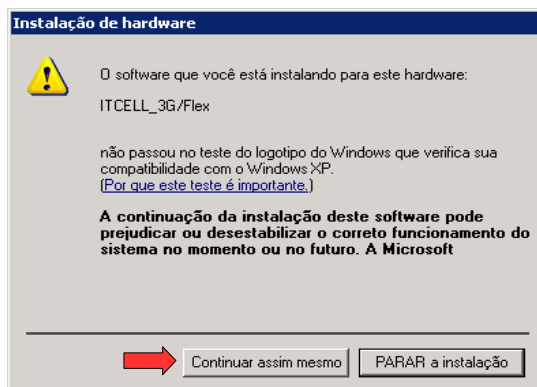 Instalação de hardware
O software que você está instalando para este hardware:
ITCELL_3G/Flex
não passou no teste do logotipo do Windows que verifica sua
compatibilidade com o Windows XP.
(Por que este teste é importante.)
A continuação da instalação deste software pode
prejudicar ou desestabilizar o correto funcionamento do
sistema no momento ou no futuro. A Microsoft
Continuar assim mesmo
PARAR a instalação